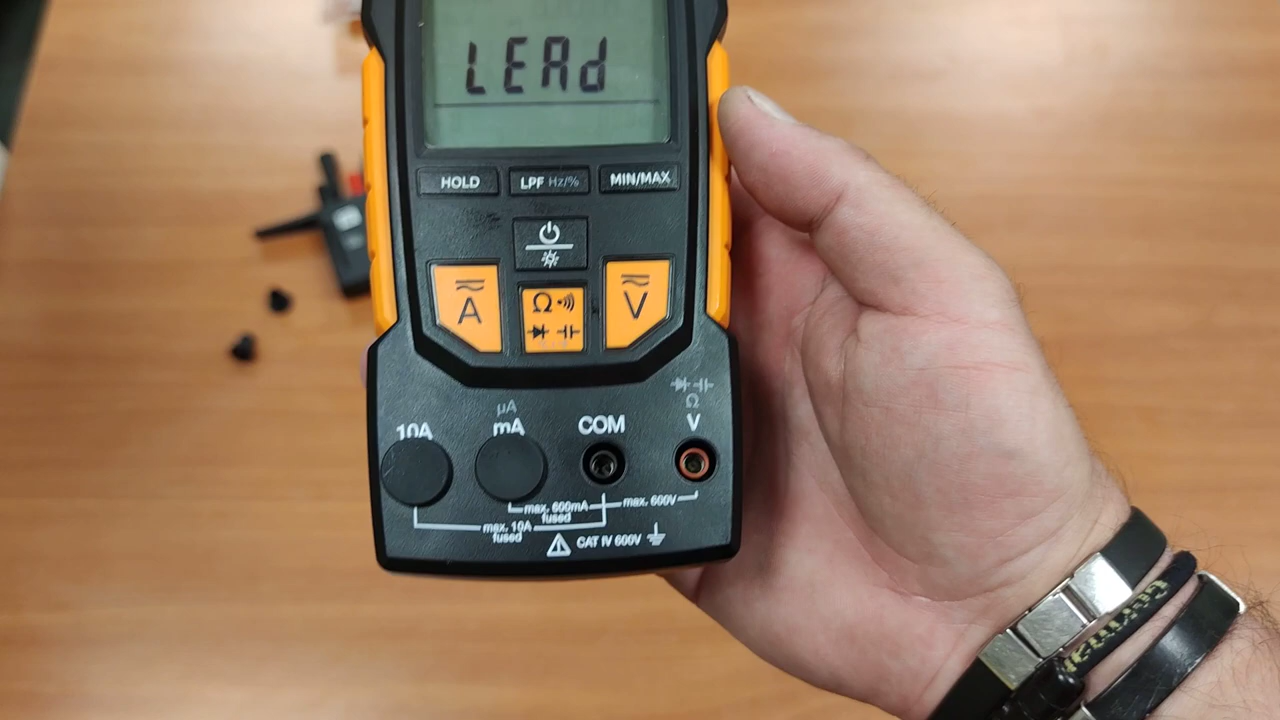 LEAd
HOLD
LPF Hz/%
MIN/MAX
A
Ω
V
µA
Ω
10A
mA
COM
V
max. 600mA
fused
max. 600V
max. 10A
fused
CAT IV 600V